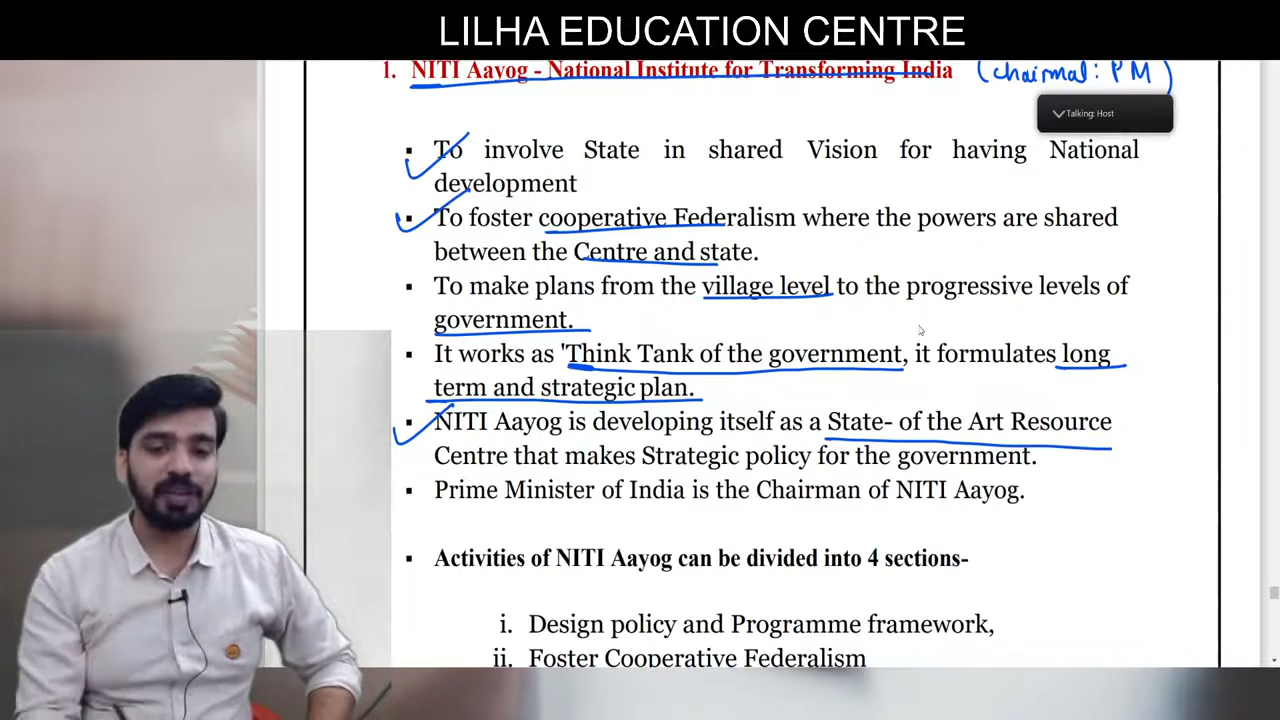 LILHA EDUCATION CENTRE
1. NITI Aayog - National Institute for Transforming India (Chairmal: PM)
Talking: Host
▪ To involve State in shared Vision for having National
development
▪ To foster cooperative Federalism where the powers are shared
between the Centre and state.
▪ To make plans from the village level to the progressive levels of
government.
▪ It works as 'Think Tank of the government, it formulates long
term and strategic plan.
▪ NITI Aayog is developing itself as a State- of the Art Resource
Centre that makes Strategic policy for the government.
▪ Prime Minister of India is the Chairman of NITI Aayog.
▪ Activities of NITI Aayog can be divided into 4 sections-
i. Design policy and Programme framework,
ii. Foster Cooperative Federalism